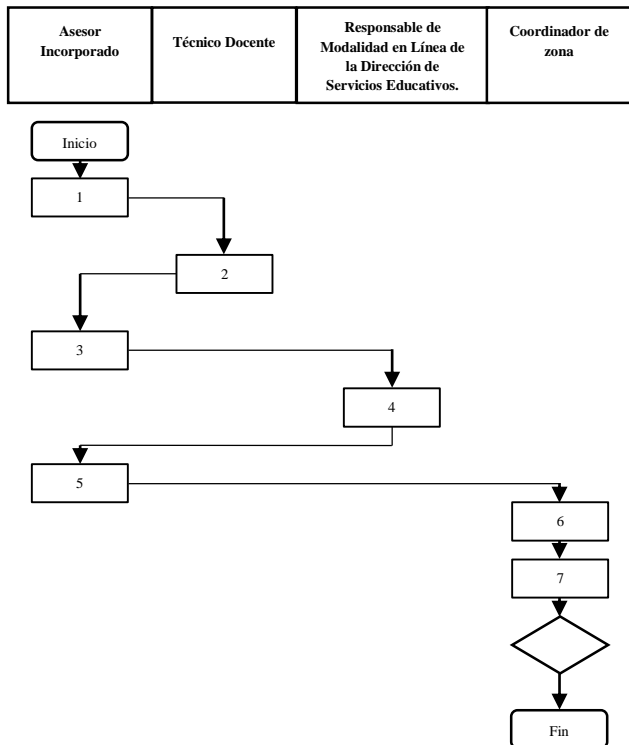 Asesor
Incorporado
Técnico Docente
Responsable de
Modalidad en Línea de
la Dirección de
Servicios Educativos.
Coordinador de
zona
Inicio
1
2
3
4
5
6
7
Fin